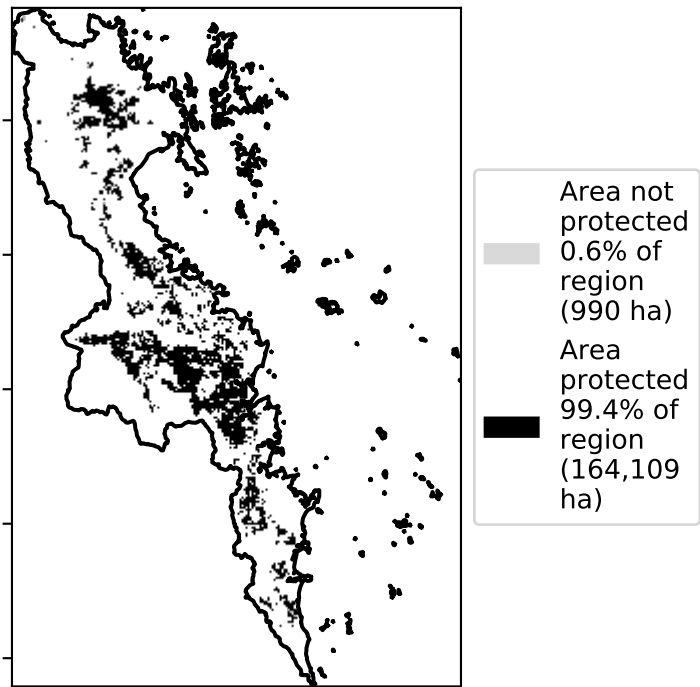 Area not
protected
0.6% of
region
(990 ha)
Area
protected
99.4% of
region
(164,109
ha)